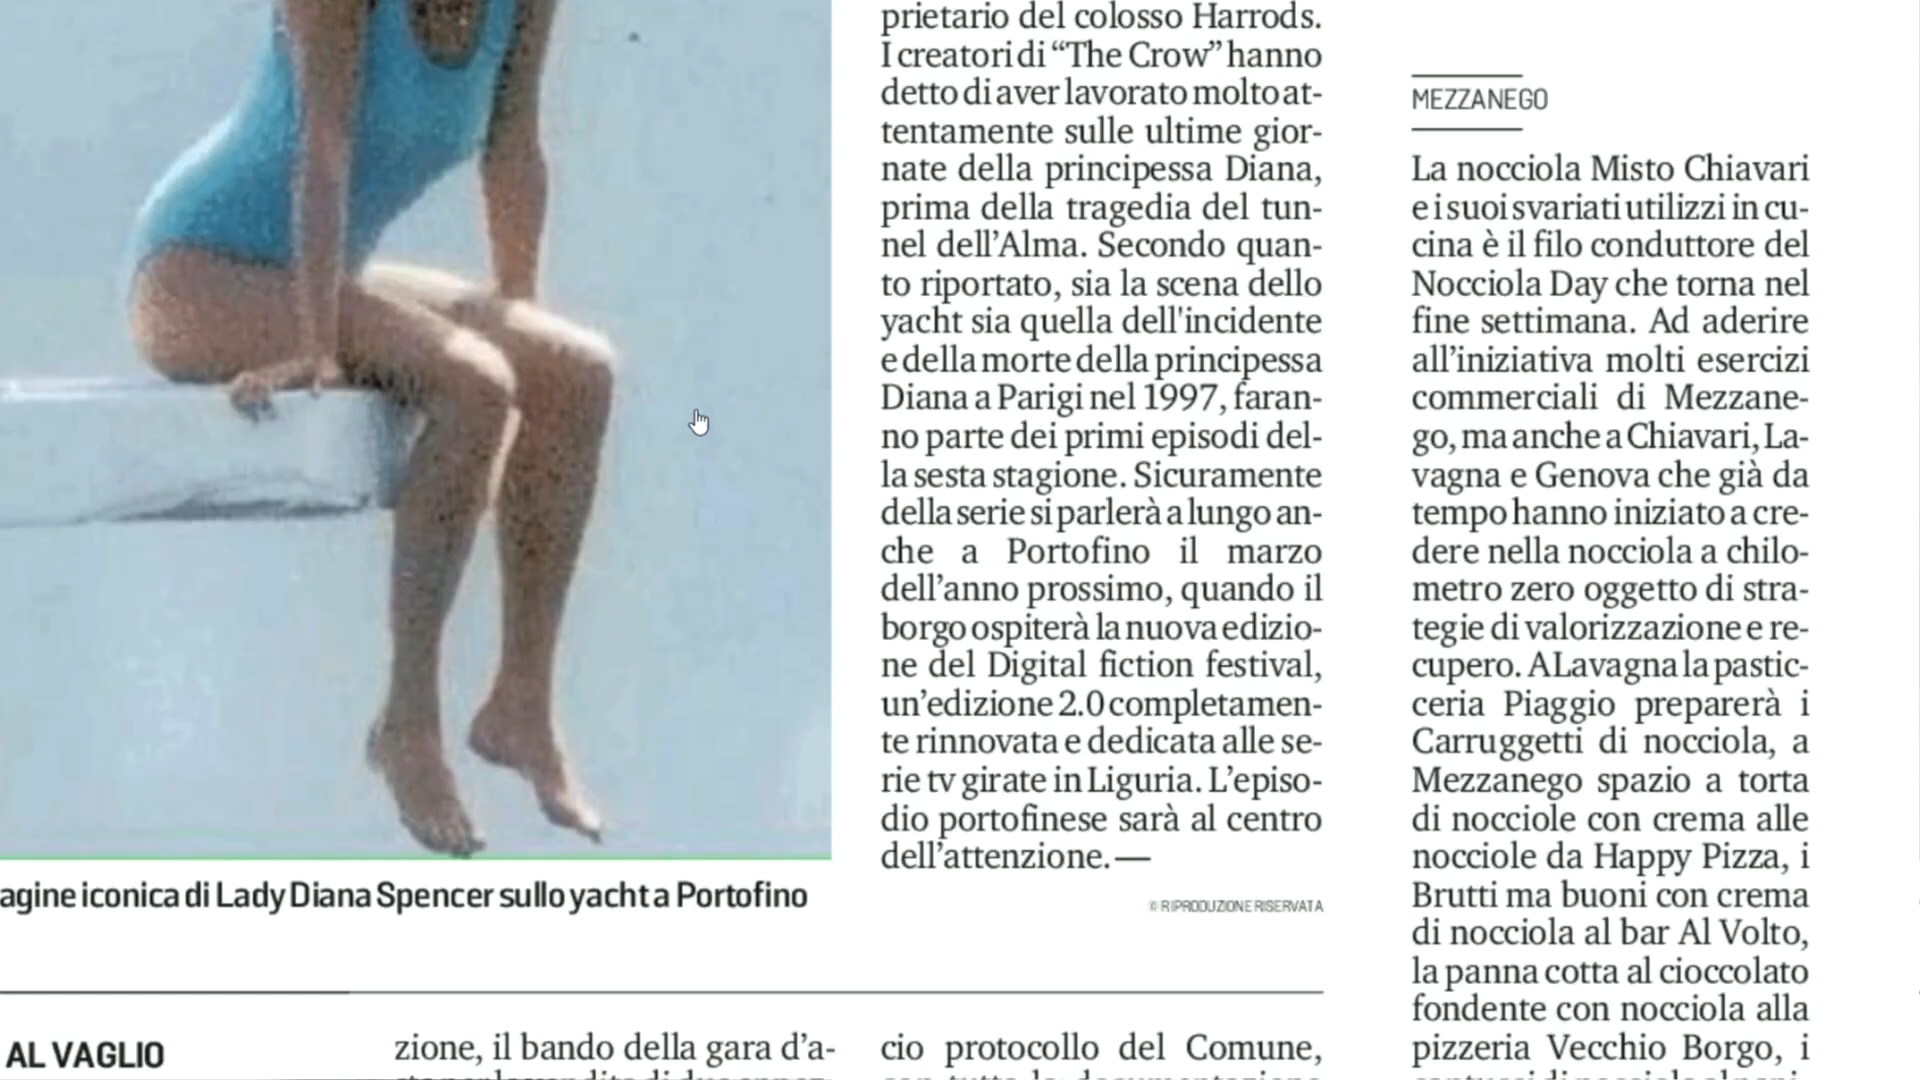 prietario del colosso Harrods.
I creatori di “The Crow” hanno
detto di aver lavorato molto at-
tentamente sulle ultime gior-
nate della principessa Diana,
prima della tragedia del tun-
nel dell’Alma. Secondo quan-
to riportato, sia la scena dello
yacht sia quella dell'incidente
e della morte della principessa
Diana a Parigi nel 1997, faran-
no parte dei primi episodi del-
la sesta stagione. Sicuramente
della serie si parlerà a lungo an-
che a Portofino il marzo
dell’anno prossimo, quando il
borgo ospiterà la nuova edizio-
ne del Digital fiction festival,
un’edizione 2.0 completamen-
te rinnovata e dedicata alle se-
rie tv girate in Liguria. L’episo-
dio portofinese sarà al centro
dell’attenzione. —
© RIPRODUZIONE RISERVATA
agine iconica di Lady Diana Spencer sullo yacht a Portofino
MEZZANEGO
La nocciola Misto Chiavari
e i suoi svariati utilizzi in cu-
cina è il filo conduttore del
Nocciola Day che torna nel
fine settimana. Ad aderire
all’iniziativa molti esercizi
commerciali di Mezzane-
go, ma anche a Chiavari, La-
vagna e Genova che già da
tempo hanno iniziato a cre-
dere nella nocciola a chilo-
metro zero oggetto di stra-
tegie di valorizzazione e re-
cupero. A Lavagna la pastic-
ceria Piaggio preparerà i
Carruggetti di nocciola, a
Mezzanego spazio a torta
di nocciole con crema alle
nocciole da Happy Pizza, i
Brutti ma buoni con crema
di nocciola al bar Al Volto,
la panna cotta al cioccolato
fondente con nocciola alla
pizzeria Vecchio Borgo, i
AL VAGLIO
zione, il bando della gara d’a-
cio protocollo del Comune,